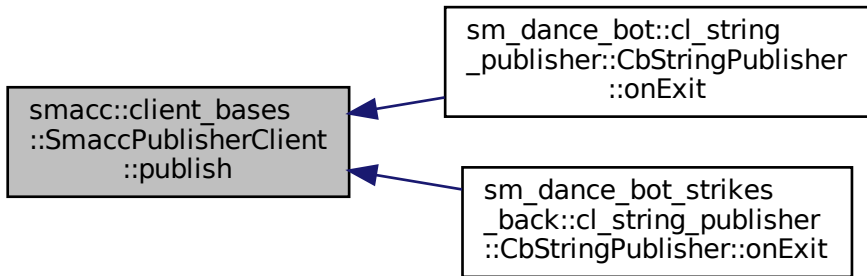 smacc::client_bases
::SmaccPublisherClient
::publish
sm_dance_bot::cl_string
_publisher::CbStringPublisher
::onExit
sm_dance_bot_strikes
_back::cl_string_publisher
::CbStringPublisher::onExit